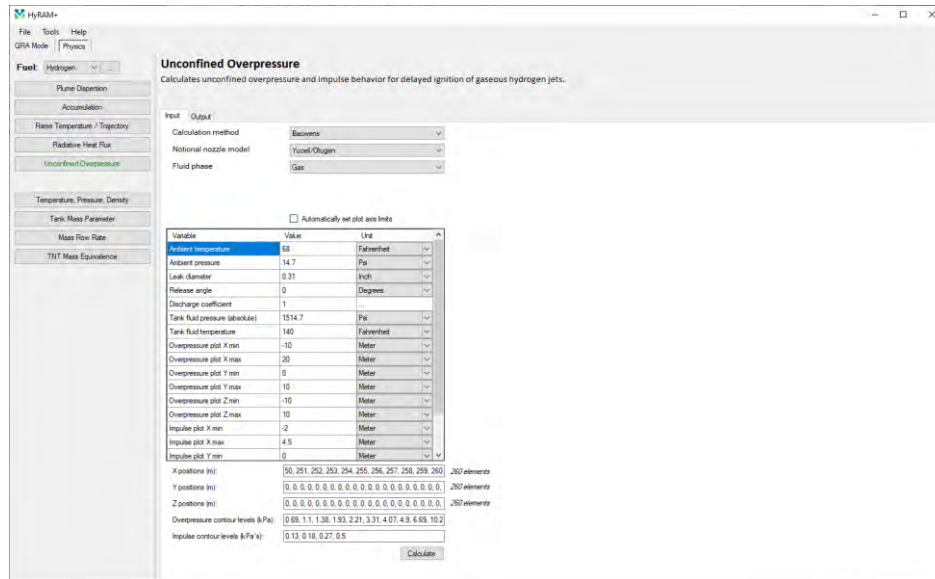 HyRAM+
File Tools Help
QRA Mode Physics
Fuel: Hydrogen ...
Plume Dispersion
Accumulation
Flame Temperature / Trajectory
Radiative Heat Flux
Unconfined Overpressure
Temperature, Pressure, Density
Tank Mass Parameter
Mass Flow Rate
TNT Mass Equivalence
Unconfined Overpressure
Calculates unconfined overpressure and impulse behavior for delayed ignition of gaseous hydrogen jets.
Input Output
Calculation method Bauwens
Notional nozzle model Yuceil/Otugen
Fluid phase Gas
Automatically set plot axis limits
Variable Value Unit
Ambient temperature 68 Fahrenheit
Ambient pressure 14.7 Psi
Leak diameter 0.31 Inch
Release angle 0 Degrees
Discharge coefficient 1 ...
Tank fluid pressure (absolute) 1514.7 Psi
Tank fluid temperature 140 Fahrenheit
Overpressure plot X min -10 Meter
Overpressure plot X max 20 Meter
Overpressure plot Y min 0 Meter
Overpressure plot Y max 10 Meter
Overpressure plot Z min -10 Meter
Overpressure plot Z max 10 Meter
Impulse plot X min -2 Meter
Impulse plot X max 4.5 Meter
Impulse plot Y min 0 Meter
X positions (m): 50, 251, 252, 253, 254, 255, 256, 257, 258, 259, 260 260 elements
Y positions (m): 0, 0, 0, 0, 0, 0, 0, 0, 0, 0, 0, 0, 0, 0, 0, 0, 0, 0, 0, 0, 0, 260 elements
Z positions (m): 0, 0, 0, 0, 0, 0, 0, 0, 0, 0, 0, 0, 0, 0, 0, 0, 0, 0, 0, 0, 0, 260 elements
Overpressure contour levels (kPa): 0.69, 1.1, 1.38, 1.93, 2.21, 3.31, 4.07, 4.9, 6.69, 10.2
Impulse contour levels (kPa*s): 0.13, 0.18, 0.27, 0.5
Calculate